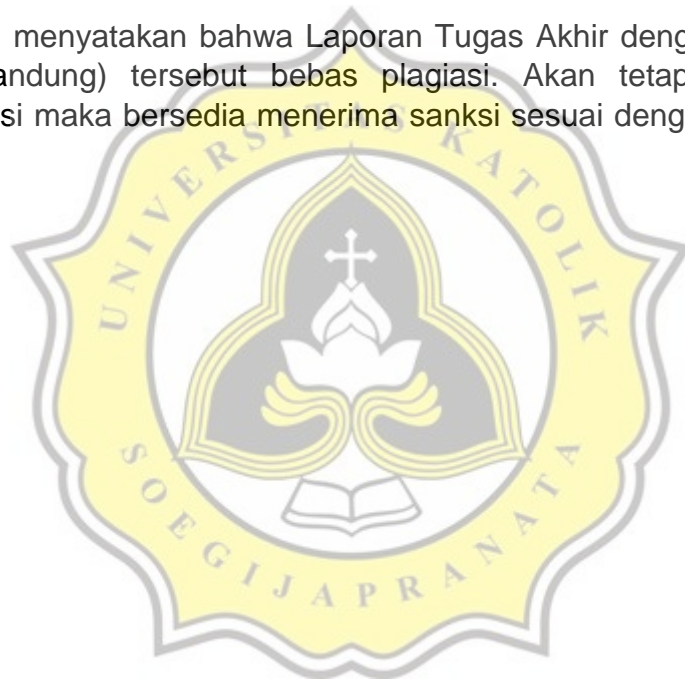 menyatakan bahwa Laporan Tugas Akhir deng
andung) tersebut bebas plagiasi. Akan tetap
si maka bersedia menerima sanksi sesuai deng
UNIVERSITAS KATOLIK
SOEGIJAPRANATA